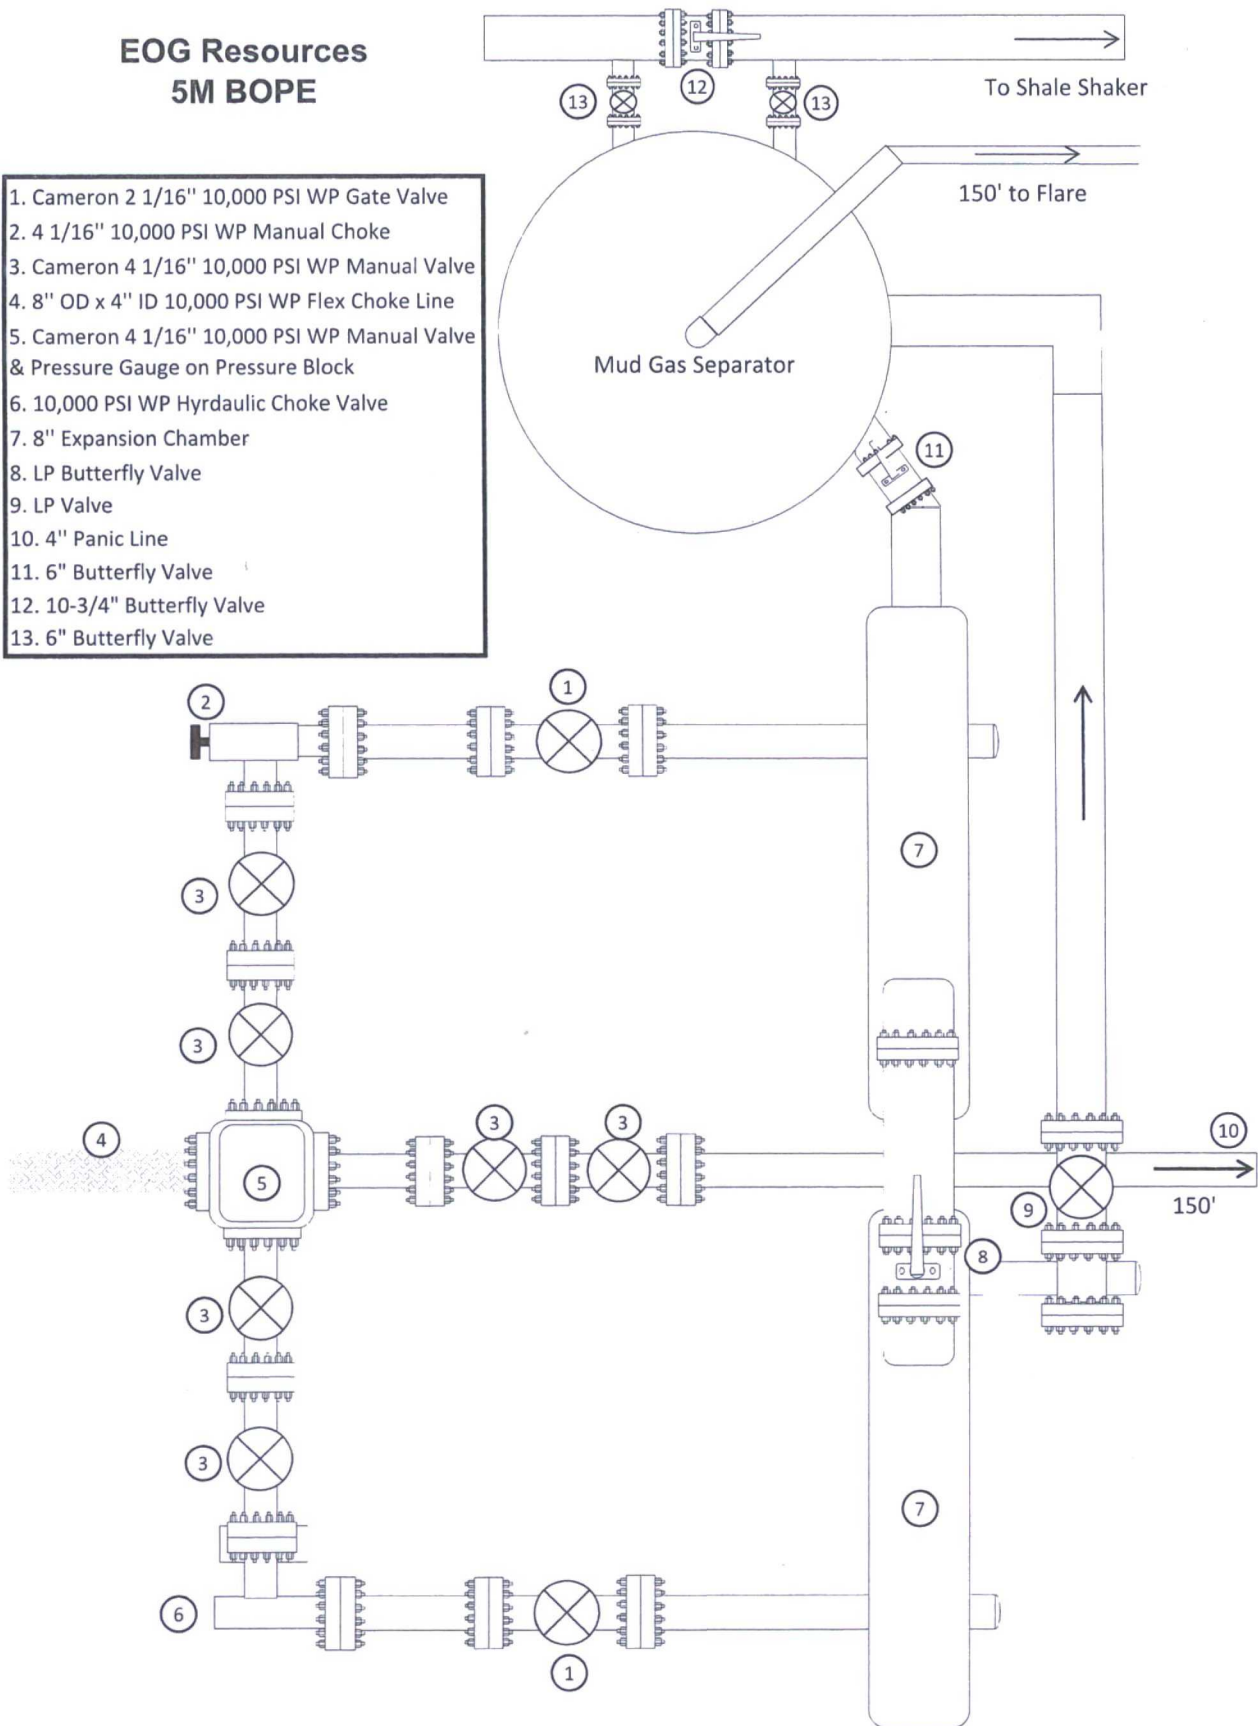 EOG Resources
5M BOPE
12
13
13
To Shale Shaker
150' to Flare
1. Cameron 2 1/16" 10,000 PSI WP Gate Valve
2. 4 1/16" 10,000 PSI WP Manual Choke
3. Cameron 4 1/16" 10,000 PSI WP Manual Valve
4. 8" OD x 4" ID 10,000 PSI WP Flex Choke Line
5. Cameron 4 1/16" 10,000 PSI WP Manual Valve
& Pressure Gauge on Pressure Block
6. 10,000 PSI WP Hyrdaulic Choke Valve
7. 8" Expansion Chamber
8. LP Butterfly Valve
9. LP Valve
10. 4" Panic Line
11. 6" Butterfly Valve
12. 10-3/4" Butterfly Valve
13. 6" Butterfly Valve
Mud Gas Separator
11
1
2
7
3
3
3
3
10
4
5
150'
9
8
3
3
7
6
1